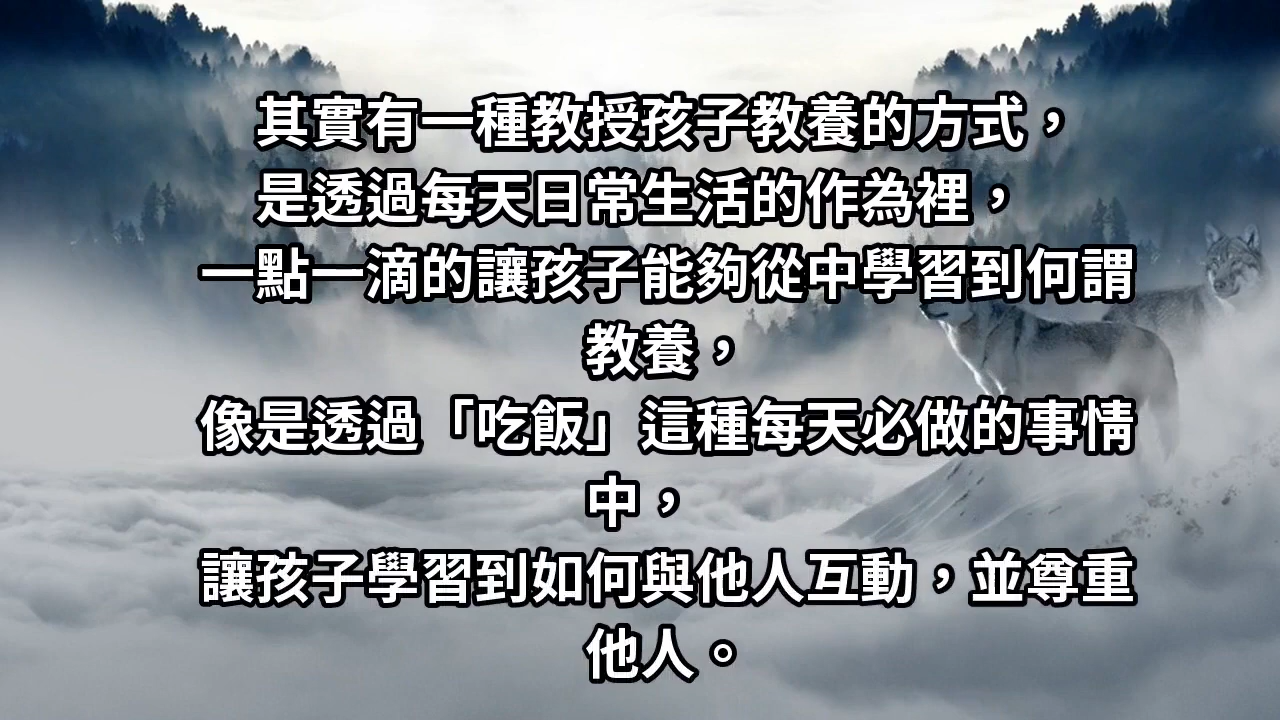 其實有一種教授孩子教養的方式，
是透過每天日常生活的作為裡，
一點一滴的讓孩子能夠從中學習到何謂
教養，
像是透過「吃飯」這種每天必做的事情
中，
讓孩子學習到如何與他人互動，並尊重
他人。